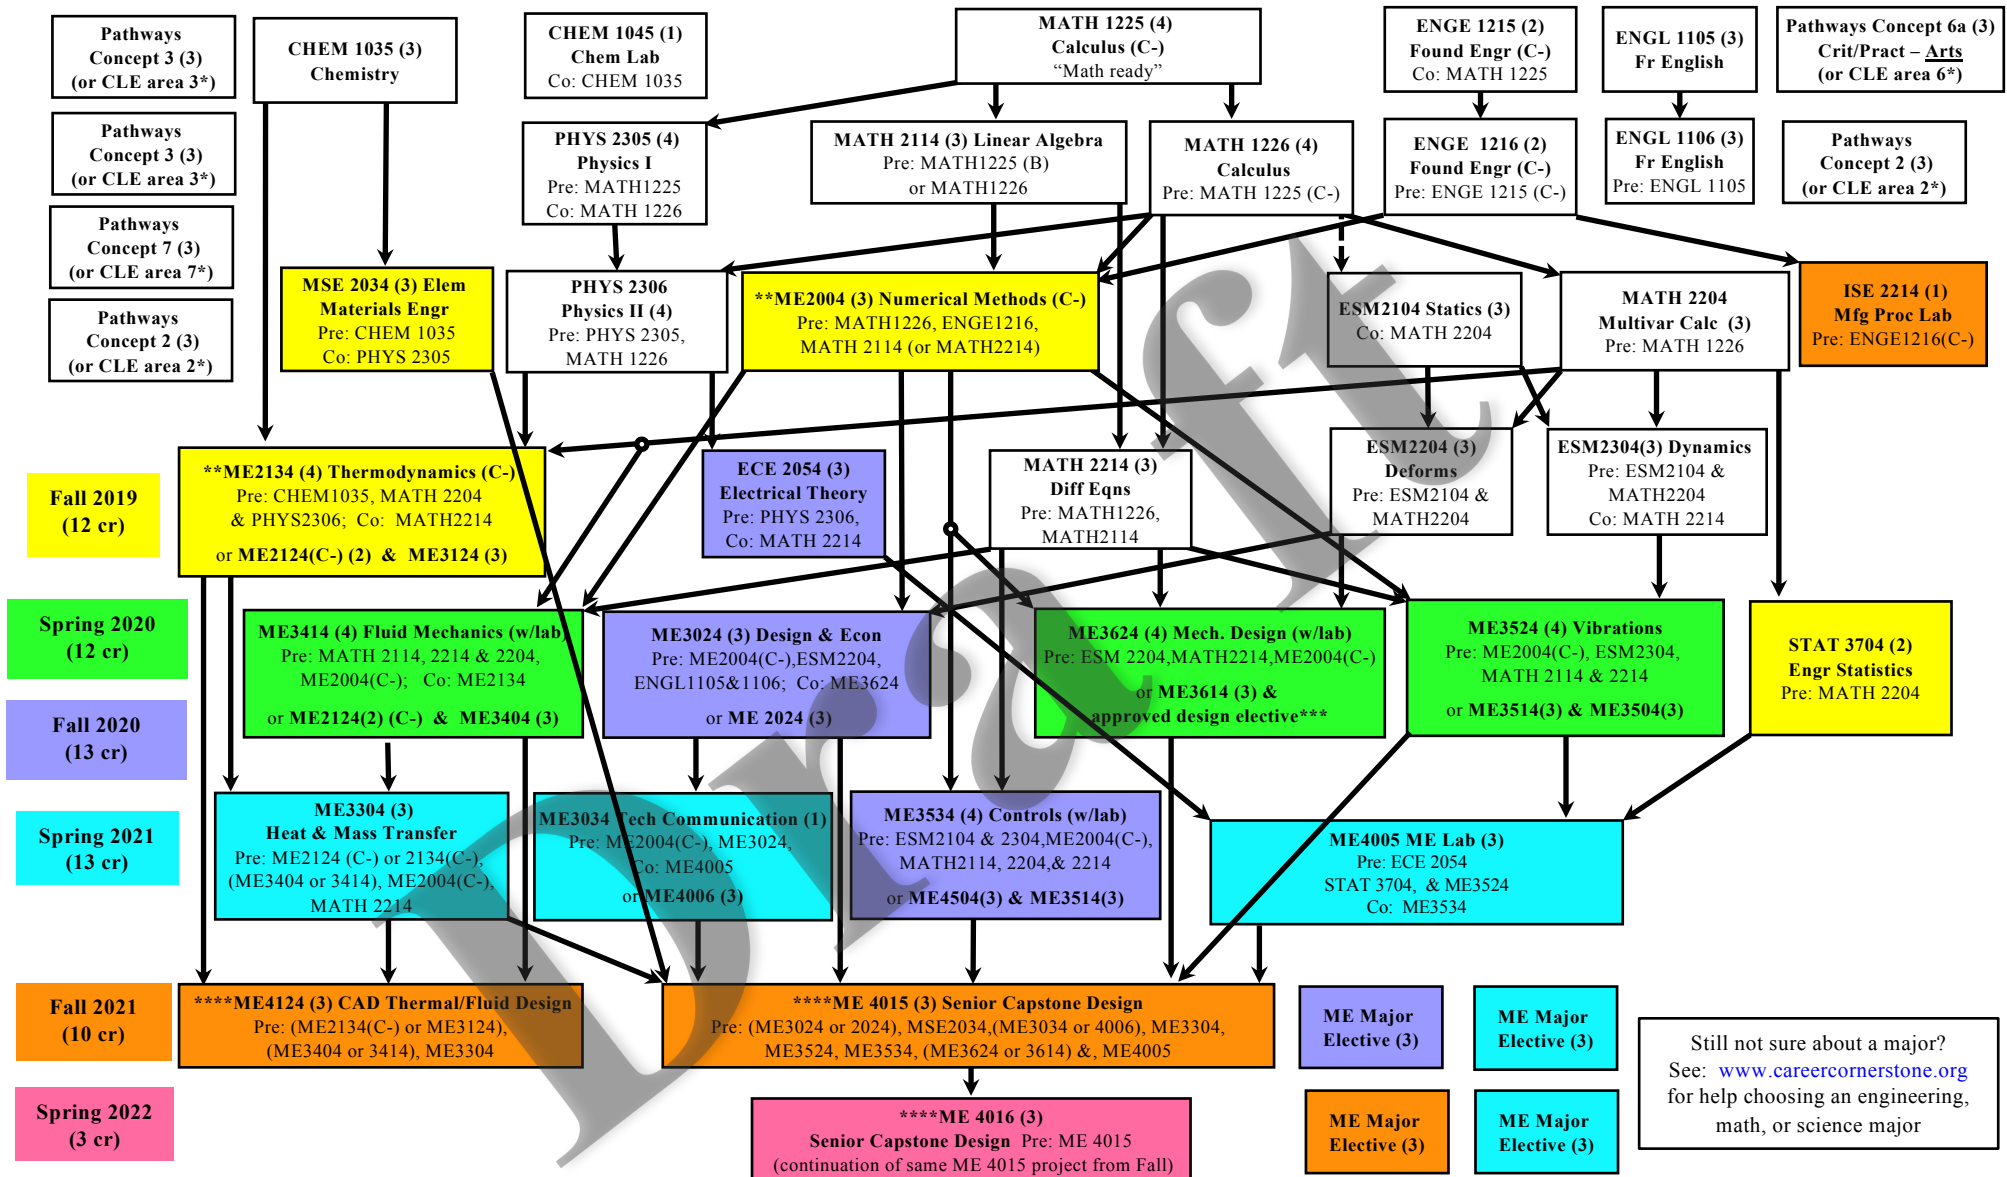 Pathways
Concept 3 (3)
(or CLE area 3*)
CHEM 1035 (3)
Chemistry
CHEM 1045 (1)
Chem Lab
Co: CHEM 1035
MATH 1225 (4)
Calculus (C-)
“Math ready”
ENGE 1215 (2)
Found Engr (C-)
Co: MATH 1225
ENGL 1105 (3)
Fr English
Pathways Concept 6a (3)
Crit/Pract – Arts
(or CLE area 6*)
Pathways
Concept 3 (3)
(or CLE area 3*)
PHYS 2305 (4)
Physics I
Pre: MATH1225
Co: MATH 1226
MATH 2114 (3) Linear Algebra
Pre: MATH1225 (B)
or MATH1226
MATH 1226 (4)
Calculus
Pre: MATH 1225 (C-)
ENGE 1216 (2)
Found Engr (C-)
Pre: ENGE 1215 (C-)
ENGL 1106 (3)
Fr English
Pre: ENGL 1105
Pathways
Concept 2 (3)
(or CLE area 2*)
Pathways
Concept 7 (3)
(or CLE area 7*)
Pathways
Concept 2 (3)
(or CLE area 2*)
MSE 2034 (3) Elem
Materials Engr
Pre: CHEM 1035
Co: PHYS 2305
PHYS 2306
Physics II (4)
Pre: PHYS 2305,
MATH 1226
**ME2004 (3) Numerical Methods (C-)
Pre: MATH1226, ENGE1216,
MATH 2114 (or MATH2214)
ESM2104 Statics (3)
Co: MATH 2204
MATH 2204
Multivar Calc (3)
Pre: MATH 1226
ISE 2214 (1)
Mfg Proc Lab
Pre: ENGE1216(C-)
Fall 2019
(12 cr)
**ME2134 (4) Thermodynamics (C-)
Pre: CHEM1035, MATH 2204
& PHYS2306; Co: MATH2214
or ME2124(C-) (2) & ME3124 (3)
ECE 2054 (3)
Electrical Theory
Pre: PHYS 2306,
Co: MATH 2214
MATH 2214 (3)
Diff Eqns
Pre: MATH1226,
MATH2114
ESM2204 (3)
Deforms
Pre: ESM2104 &
MATH2204
ESM2304(3) Dynamics
Pre: ESM2104 &
MATH2204
Co: MATH 2214
Spring 2020
(12 cr)
ME3414 (4) Fluid Mechanics (w/lab)
Pre: MATH 2114, 2214 & 2204,
ME2004(C-); Co: ME2134
or ME2124(2) (C-) & ME3404 (3)
ME3024 (3) Design & Econ
Pre: ME2004(C-),ESM2204,
ENGL1105&1106; Co: ME3624
or ME 2024 (3)
ME3624 (4) Mech. Design (w/lab)
Pre: ESM 2204,MATH2214,ME2004(C-)
or ME3614 (3) &
approved design elective***
ME3524 (4) Vibrations
Pre: ME2004(C-), ESM2304,
MATH 2114 & 2214
or ME3514(3) & ME3504(3)
STAT 3704 (2)
Engr Statistics
Pre: MATH 2204
Fall 2020
(13 cr)
Spring 2021
(13 cr)
ME3304 (3)
Heat & Mass Transfer
Pre: ME2124 (C-) or 2134(C-),
(ME3404 or 3414), ME2004(C-),
MATH 2214
ME3034 Tech Communication (1)
Pre: ME2004(C-), ME3024,
Co: ME4005
or ME4006 (3)
ME3534 (4) Controls (w/lab)
Pre: ESM2104 & 2304,ME2004(C-),
MATH2114, 2204,& 2214
or ME4504(3) & ME3514(3)
ME4005 ME Lab (3)
Pre: ECE 2054
STAT 3704, & ME3524
Co: ME3534
Fall 2021
(10 cr)
****ME4124 (3) CAD Thermal/Fluid Design
Pre: (ME2134(C-) or ME3124),
(ME3404 or 3414), ME3304
****ME 4015 (3) Senior Capstone Design
Pre: (ME3024 or 2024), MSE2034,(ME3034 or 4006), ME3304,
ME3524, ME3534, (ME3624 or 3614) &, ME4005
ME Major
Elective (3)
ME Major
Elective (3)
Still not sure about a major?
See: www.careercornerstone.org
for help choosing an engineering,
math, or science major
Spring 2022
(3 cr)
****ME 4016 (3)
Senior Capstone Design Pre: ME 4015
(continuation of same ME 4015 project from Fall)
ME Major
Elective (3)
ME Major
Elective (3)
Draft